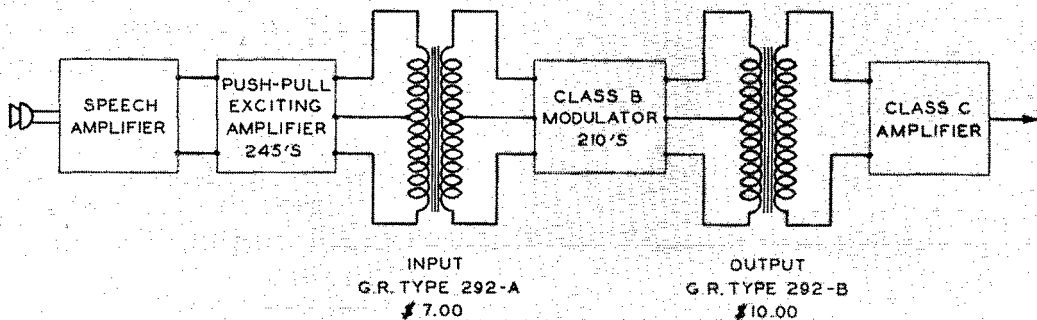 SPEECH
AMPLIFIER
PUSH-PULL
EXCITING
AMPLIFIER
245'S
CLASS B
MODULATOR
210'S
CLASS C
AMPLIFIER
INPUT
G.R. TYPE 292-A
$7.00
OUTPUT
G.R. TYPE 292-B
$10.00